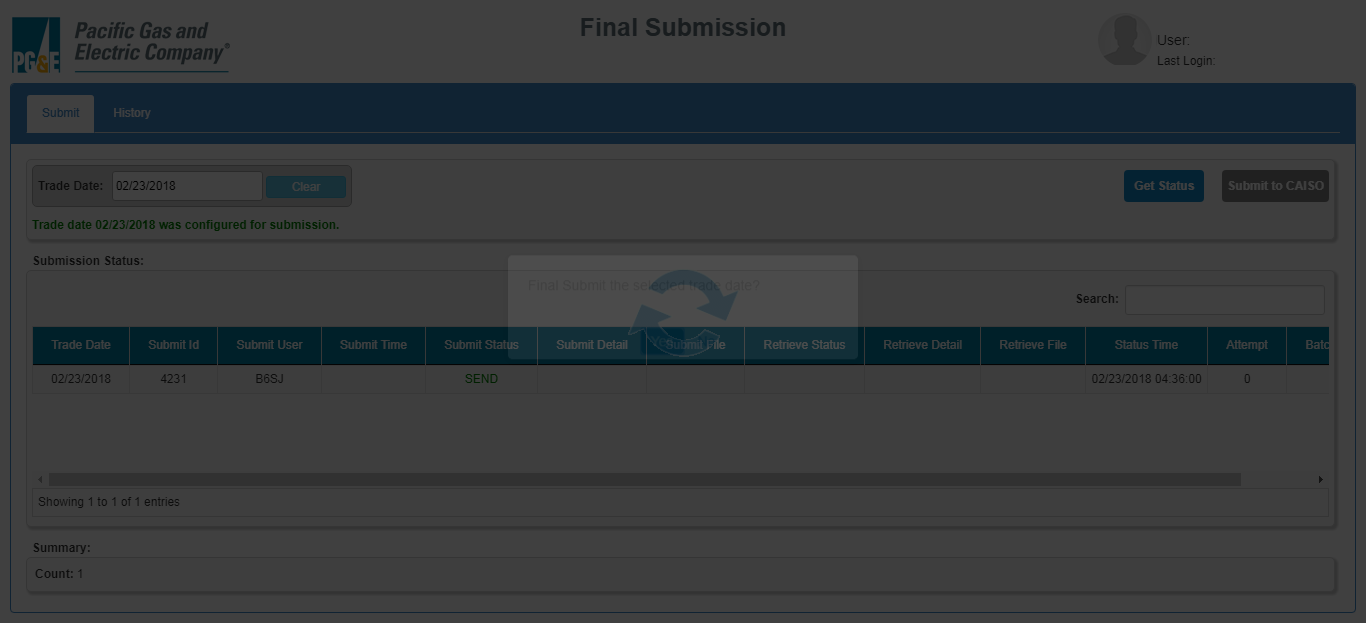 PG&E
Pacific Gas and
Electric Company®
Final Submission
User:
Last Login:
Submit
History
Trade Date:
02/23/2018
Clear
Get Status
Submit to CAISO
Trade date 02/23/2018 was configured for submission.
Submission Status:
Final Submit the selected trade date?
Search:
Trade Date Submit Id Submit User Submit Time Submit Status Submit Detail Submit File Retrieve Status Retrieve Detail Retrieve File Status Time Attempt Batc
02/23/2018 4231 B6SJ SEND 02/23/2018 04:36:00 0
Showing 1 to 1 of 1 entries
Summary:
Count: 1